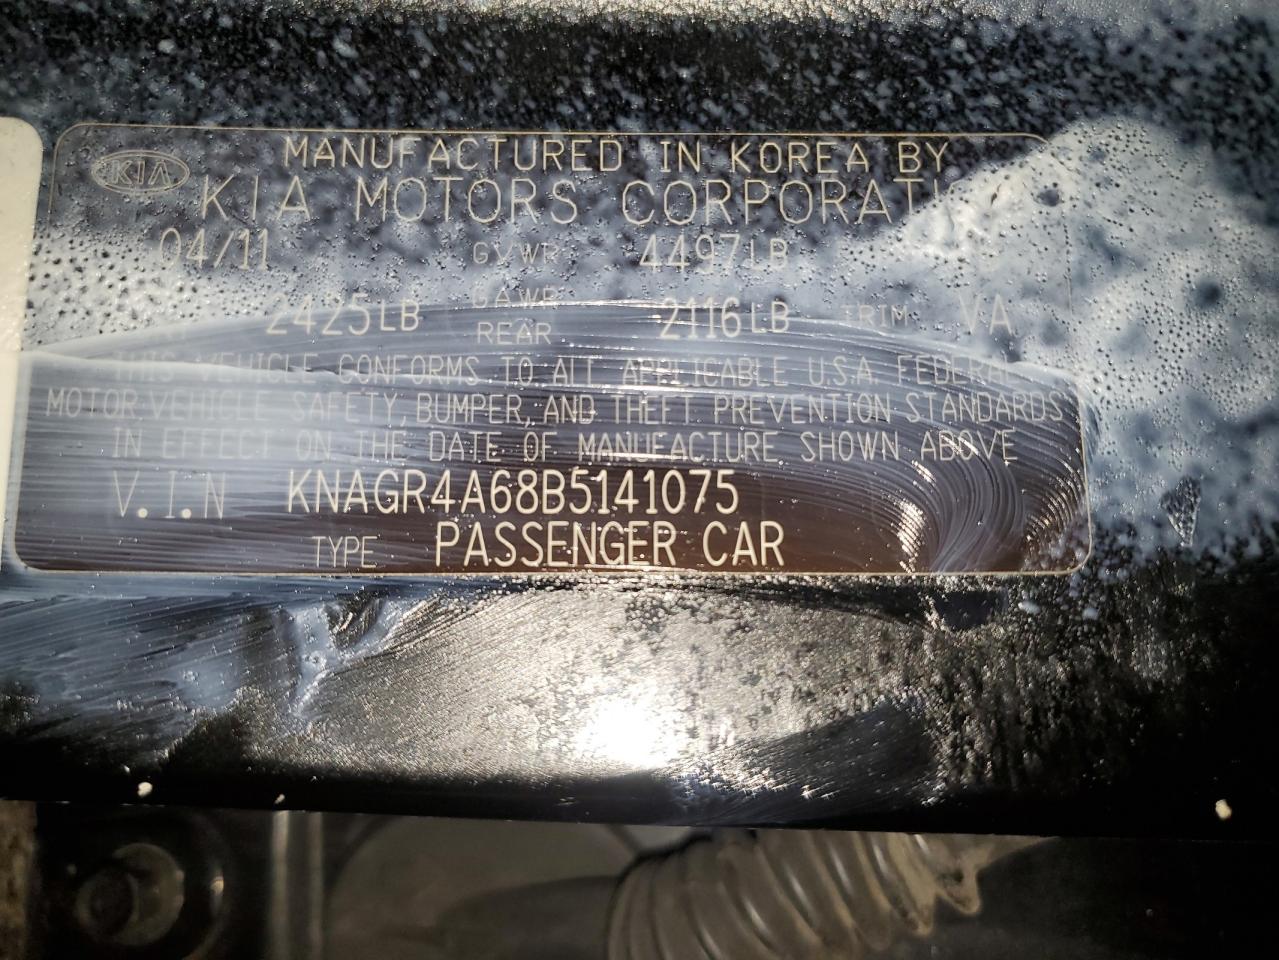 MANUFACTURED IN KOREA BY
KIA KIA MOTORS CORPORATI
04/11 GVWR 4497LB
2425LB GAWR REAR 2116LB TRIM VA
THIS VEHICLE CONFORMS TO ALL APPLICABLE U.S.A. FEDERAL
MOTOR VEHICLE SAFETY, BUMPER, AND THEFT PREVENTION STANDARDS
IN EFFECT ON THE DATE OF MANUFACTURE SHOWN ABOVE
V.I.N KNAGR4A68B5141075
TYPE PASSENGER CAR